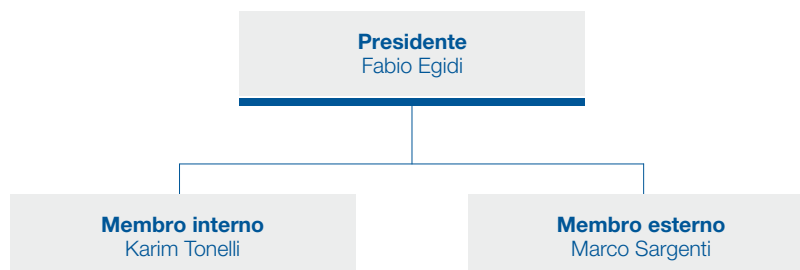 Presidente
Fabio Egidi
Membro interno
Karim Tonelli
Membro esterno
Marco Sargenti